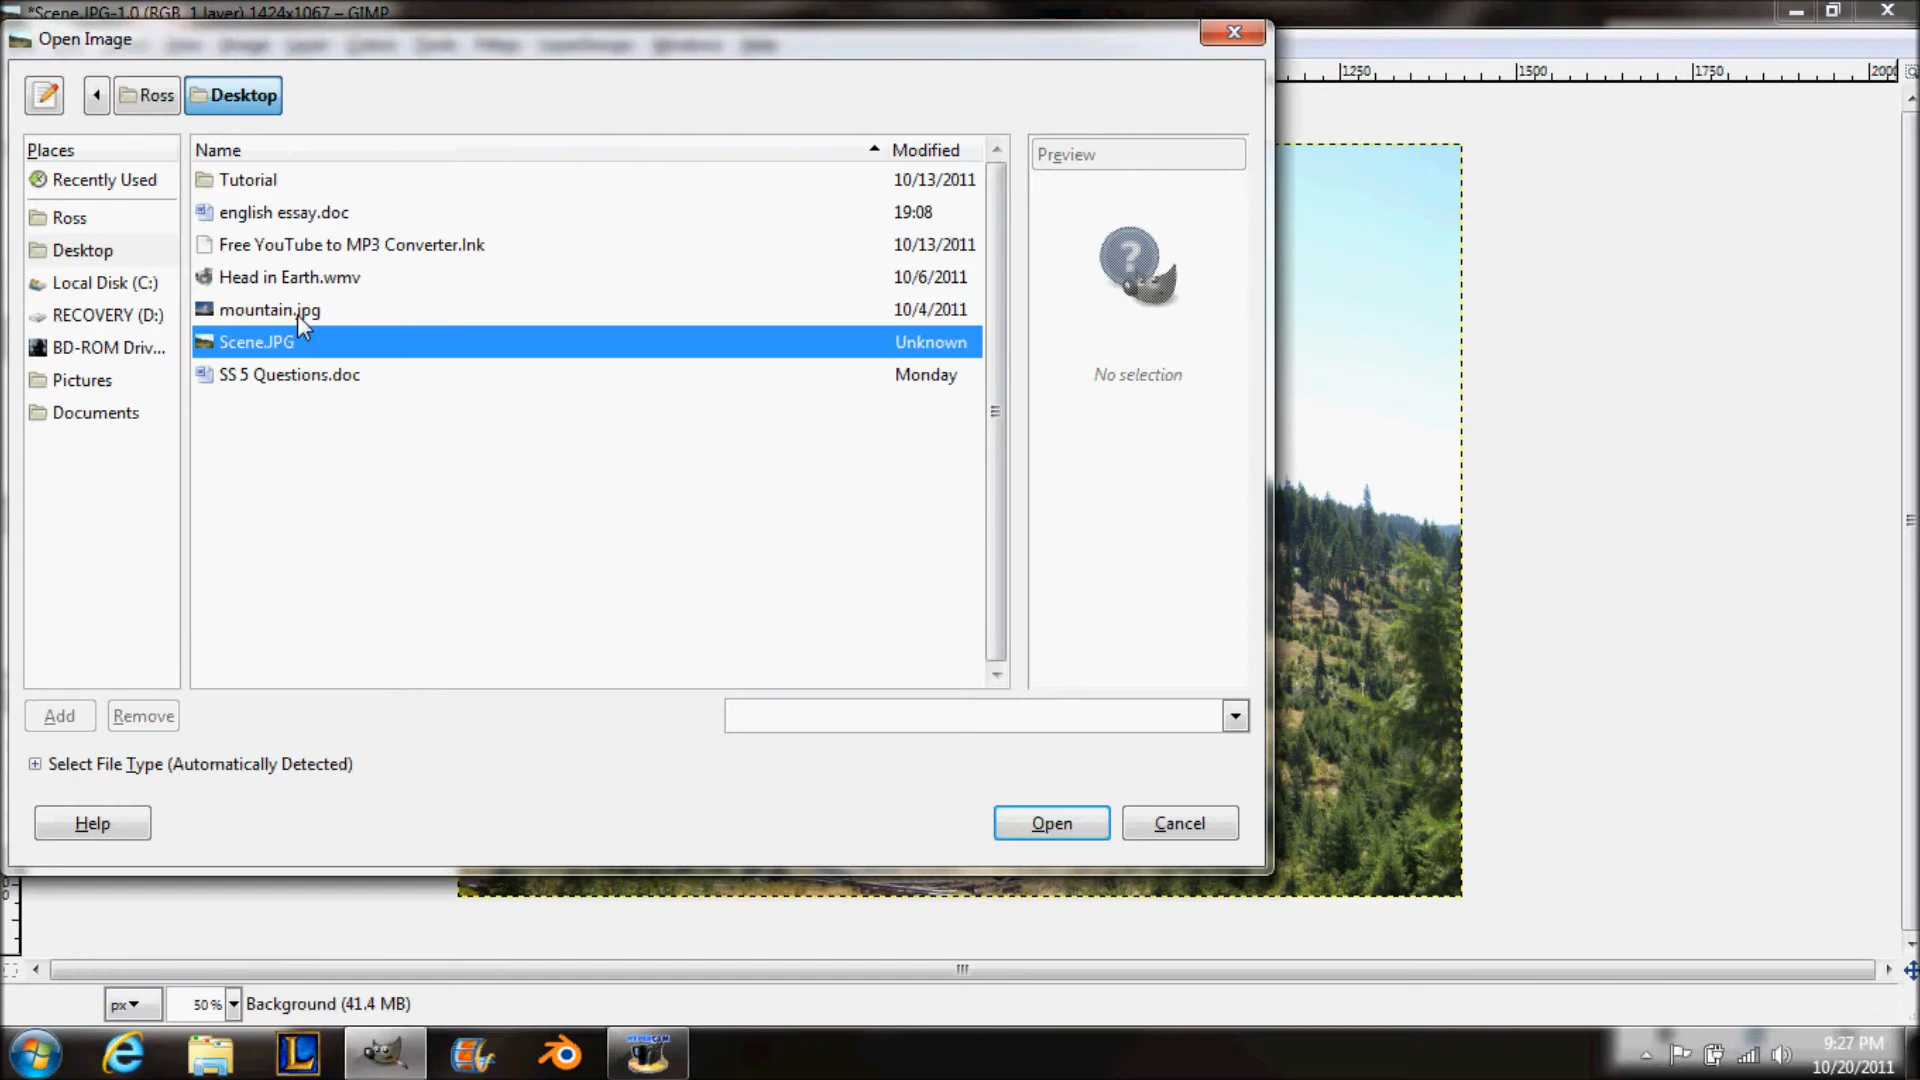 *Scene.JPG-1.0 (RGB, 1 layer) 1424x1067 – GIMP
Open Image
Ross
Desktop
1250
1500
1750
2000
Places
Name
Modified
Preview
Recently Used
Tutorial
10/13/2011
Ross
english essay.doc
19:08
Desktop
Free YouTube to MP3 Converter.lnk
10/13/2011
Local Disk (C:)
Head in Earth.wmv
10/6/2011
RECOVERY (D:)
mountain.jpg
10/4/2011
BD-ROM Driv...
Scene.JPG
Unknown
Pictures
SS 5 Questions.doc
Monday
No selection
Documents
Add
Remove
Select File Type (Automatically Detected)
Help
Open
Cancel
px
50 %
Background (41.4 MB)
HYPERCAM
9:27 PM
10/20/2011